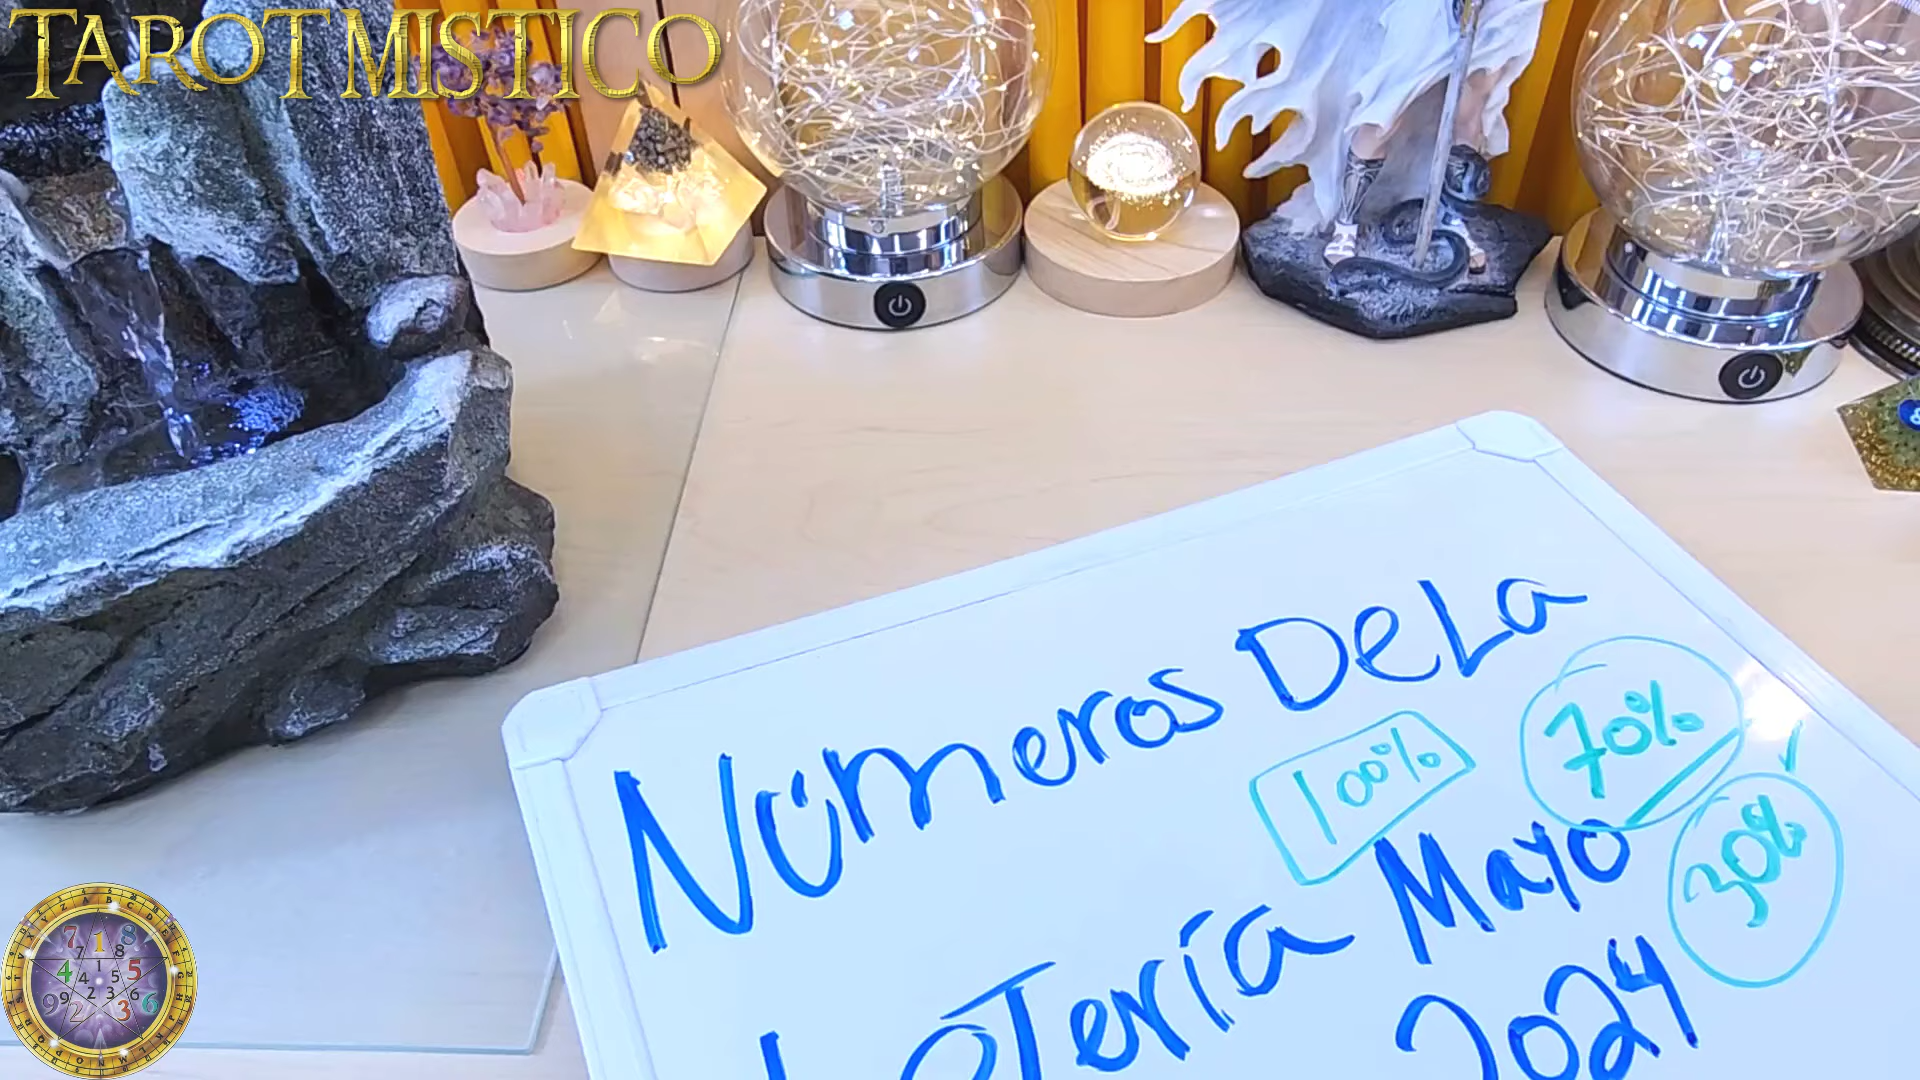 TAROT MISTICO
Números De La
100% 70%
Lotería Mayo 30%
2024